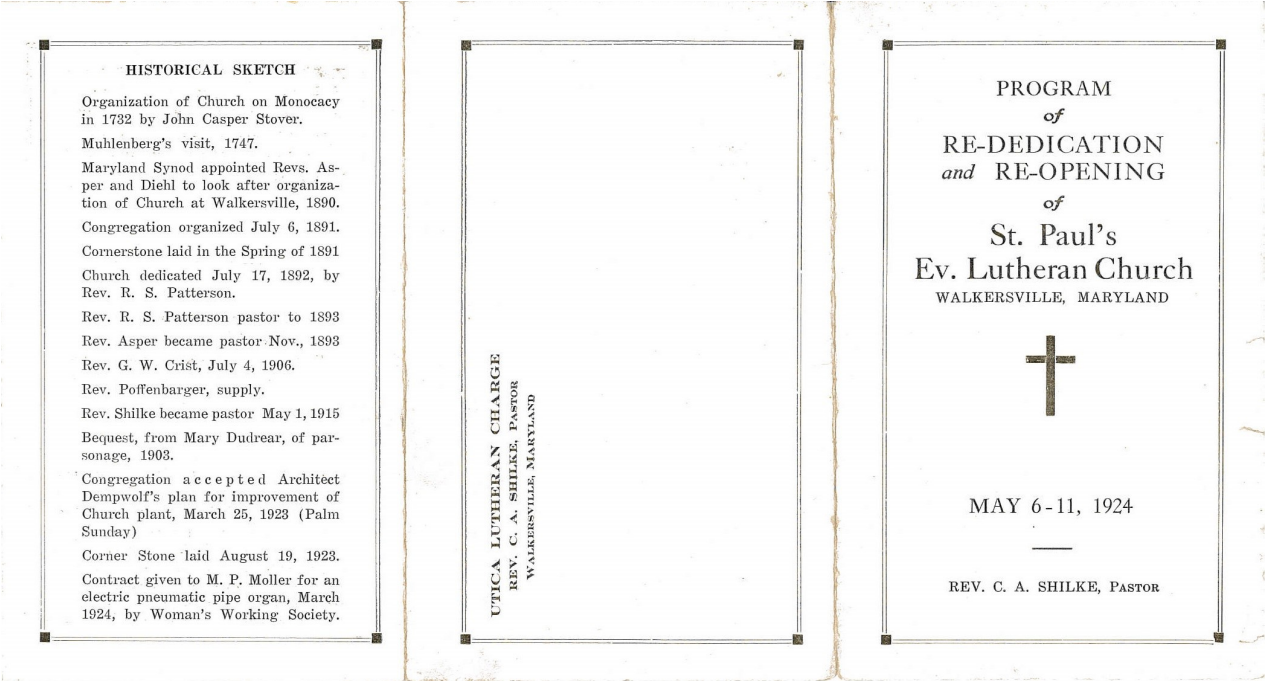 HISTORICAL SKETCH
Organization of Church on Monocacy
in 1732 by John Casper Stover.
Muhlenberg's visit, 1747.
Maryland Synod appointed Revs. As-
per and Diehl to look after organiza-
tion of Church at Walkersville, 1890.
Congregation organized July 6, 1891.
Cornerstone laid in the Spring of 1891
Church dedicated July 17, 1892, by
Rev. R. S. Patterson.
Rev. R. S. Patterson pastor to 1893
Rev. Asper became pastor Nov., 1893
Rev. G. W. Crist, July 4, 1906.
Rev. Poffenbarger, supply.
Rev. Shilke became pastor May 1, 1915
Bequest, from Mary Dudrear, of par-
sonage, 1903.
Congregation accepted Architect
Dempwolf's plan for improvement of
Church plant, March 25, 1923 (Palm
Sunday)
Corner Stone laid August 19, 1923.
Contract given to M. P. Moller for an
electric pneumatic pipe organ, March
1924, by Woman's Working Society.
UTICA LUTHERAN CHARGE
REV. C. A. SHILKE, PASTOR
WALKERSVILLE, MARYLAND
PROGRAM
of
RE-DEDICATION
and RE-OPENING
of
St. Paul's
Ev. Lutheran Church
WALKERSVILLE, MARYLAND
MAY 6-11, 1924
REV. C. A. SHILKE, PASTOR